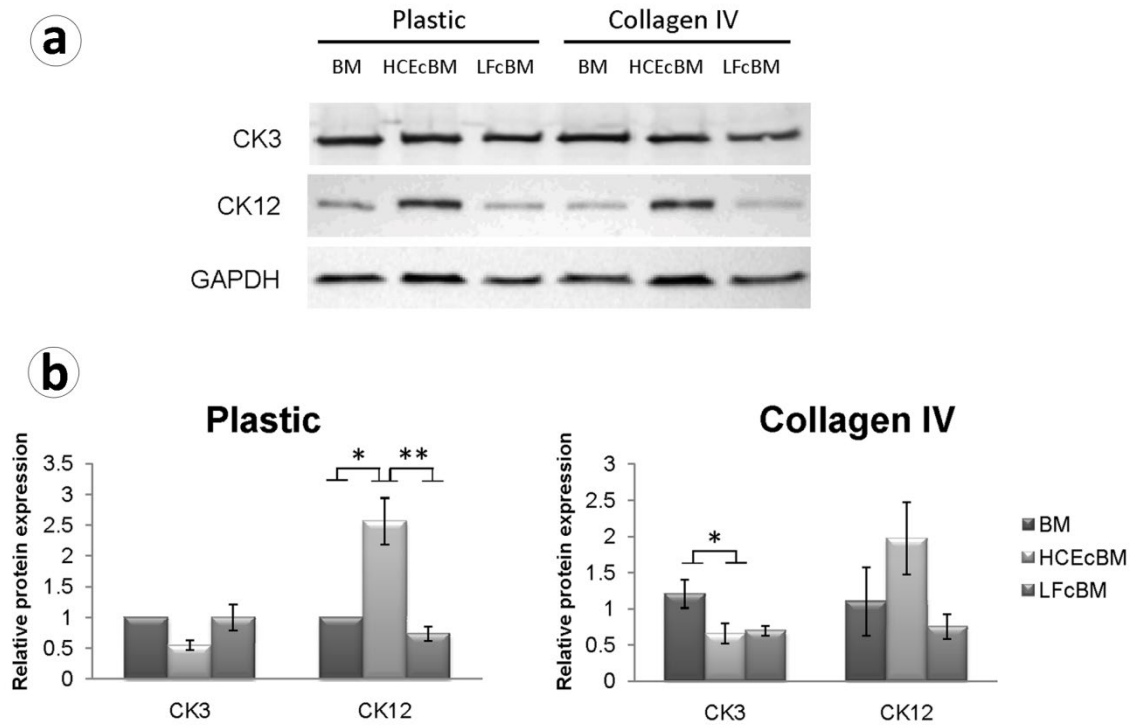 a
Plastic Collagen IV
BM HCEcBM LFcBM BM HCEcBM LFcBM
CK3
CK12
GAPDH
b
Plastic
Relative protein expression
3.5
3
2.5
2
1.5
1
0.5
0
* **
CK3 CK12
Collagen IV
Relative protein expression
3
2.5
2
1.5
1
0.5
0
*
CK3 CK12
BM
HCEcBM
LFcBM